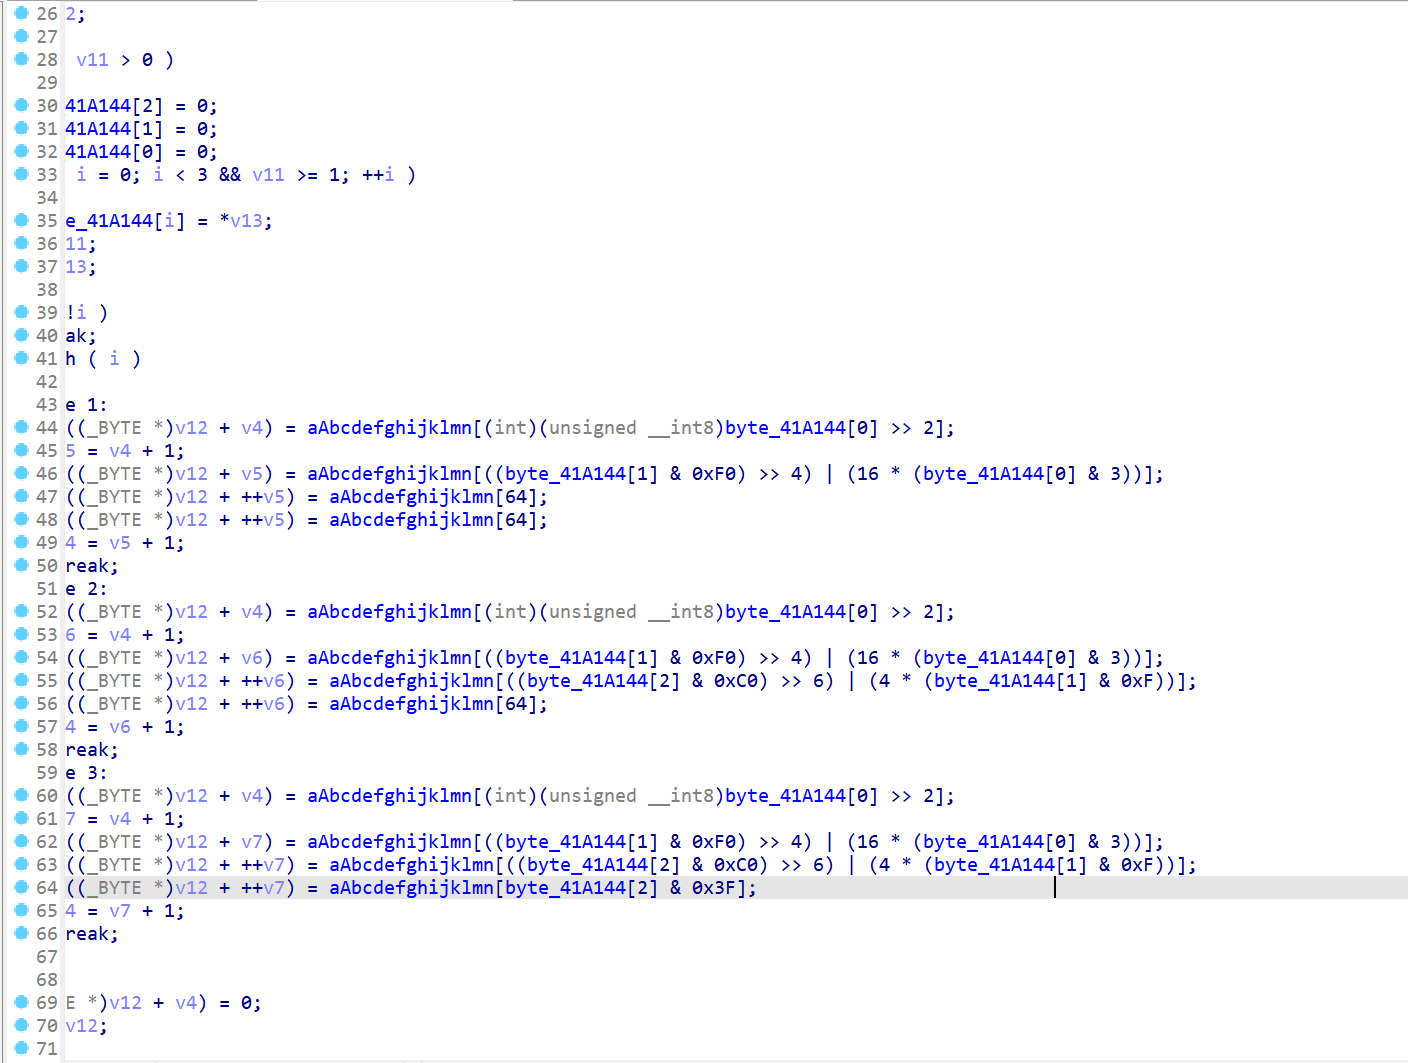 26 2;
27
28 v11 > 0 )
29
30 41A144[2] = 0;
31 41A144[1] = 0;
32 41A144[0] = 0;
33 i = 0; i < 3 && v11 >= 1; ++i )
34
35 e_41A144[i] = *v13;
36 11;
37 13;
38
39 !i )
40 ak;
41 h ( i )
42
43 e 1:
44 ((_BYTE *)v12 + v4) = aAbcdefghijklmn[(int)(unsigned __int8)byte_41A144[0] >> 2];
45 5 = v4 + 1;
46 ((_BYTE *)v12 + v5) = aAbcdefghijklmn[((byte_41A144[1] & 0xF0) >> 4) | (16 * (byte_41A144[0] & 3))];
47 ((_BYTE *)v12 + ++v5) = aAbcdefghijklmn[64];
48 ((_BYTE *)v12 + ++v5) = aAbcdefghijklmn[64];
49 4 = v5 + 1;
50 reak;
51 e 2:
52 ((_BYTE *)v12 + v4) = aAbcdefghijklmn[(int)(unsigned __int8)byte_41A144[0] >> 2];
53 6 = v4 + 1;
54 ((_BYTE *)v12 + v6) = aAbcdefghijklmn[((byte_41A144[1] & 0xF0) >> 4) | (16 * (byte_41A144[0] & 3))];
55 ((_BYTE *)v12 + ++v6) = aAbcdefghijklmn[((byte_41A144[2] & 0xC0) >> 6) | (4 * (byte_41A144[1] & 0xF))];
56 ((_BYTE *)v12 + ++v6) = aAbcdefghijklmn[64];
57 4 = v6 + 1;
58 reak;
59 e 3:
60 ((_BYTE *)v12 + v4) = aAbcdefghijklmn[(int)(unsigned __int8)byte_41A144[0] >> 2];
61 7 = v4 + 1;
62 ((_BYTE *)v12 + v7) = aAbcdefghijklmn[((byte_41A144[1] & 0xF0) >> 4) | (16 * (byte_41A144[0] & 3))];
63 ((_BYTE *)v12 + ++v7) = aAbcdefghijklmn[((byte_41A144[2] & 0xC0) >> 6) | (4 * (byte_41A144[1] & 0xF))];
64 ((_BYTE *)v12 + ++v7) = aAbcdefghijklmn[byte_41A144[2] & 0x3F];
65 4 = v7 + 1;
66 reak;
67
68
69 E *)v12 + v4) = 0;
70 v12;
71